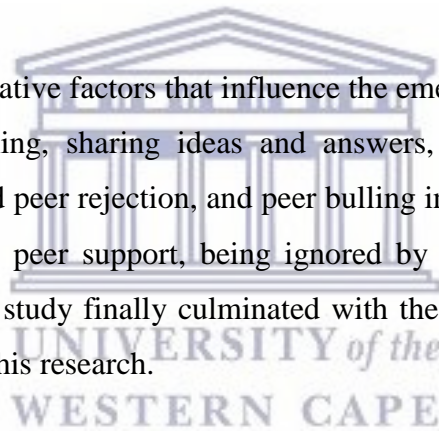 ative factors that influence the eme
ing, sharing ideas and answers,
d peer rejection, and peer bulling in
peer support, being ignored by
study finally culminated with the
UNIVERSITY of the
his research.
WESTERN CAPE